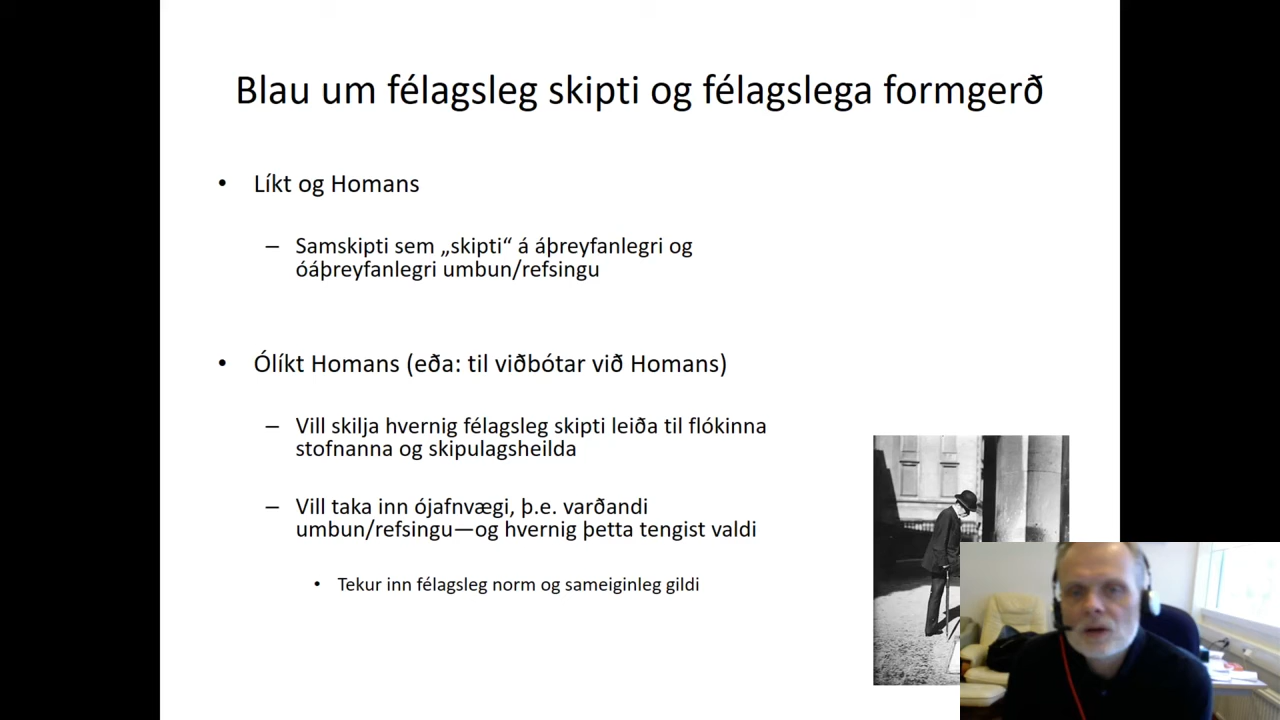 Blau um félagsleg skipti og félagslega formgerð
• Líkt og Homans
– Samskipti sem „skipti“ á áþreyfanlegri og
óáþreyfanlegri umbun/refsingu
• Ólíkt Homans (eða: til viðbótar við Homans)
– Vill skilja hvernig félagsleg skipti leiða til flókinna
stofnanna og skipulagsheilda
– Vill taka inn ójafnvægi, þ.e. varðandi
umbun/refsingu—og hvernig þetta tengist valdi
• Tekur inn félagsleg norm og sameiginleg gildi